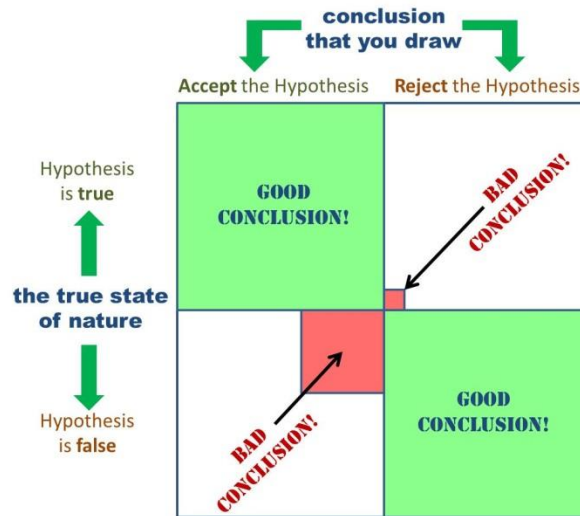 conclusion
that you draw
Accept the Hypothesis
Reject the Hypothesis
Hypothesis
is true
GOOD
CONCLUSION!
BAD
CONCLUSION!
the true state
of nature
Hypothesis
is false
BAD
CONCLUSION!
GOOD
CONCLUSION!